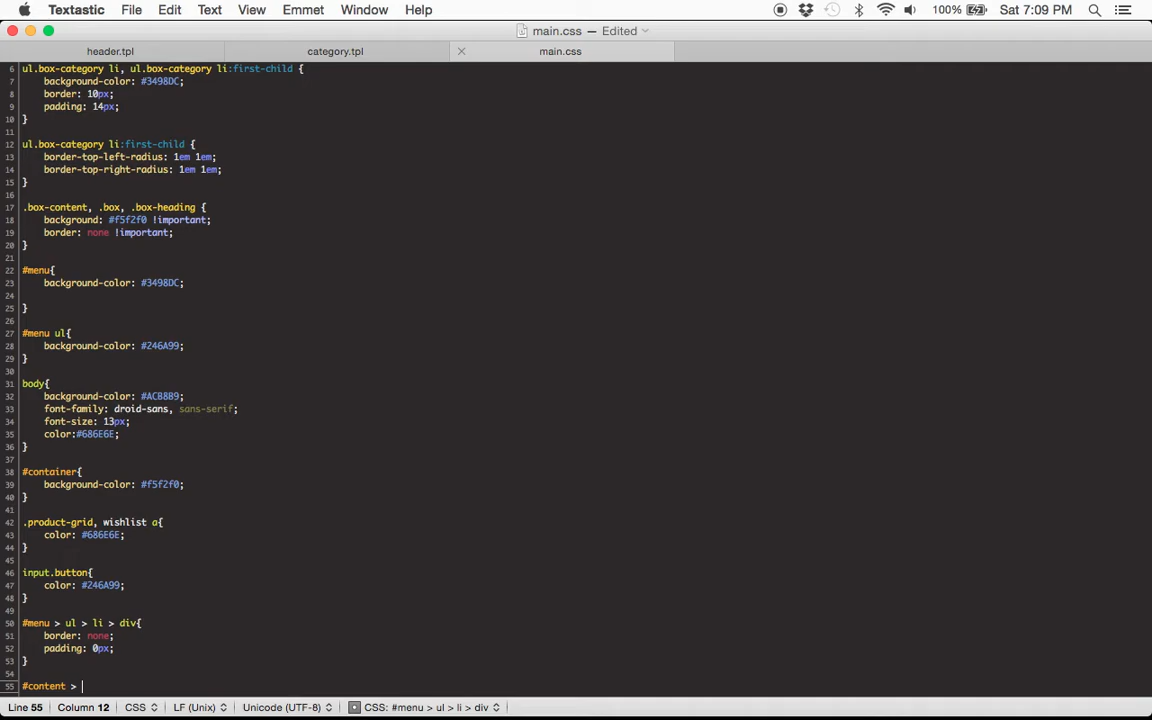 Textastic File Edit Text View Emmet Window Help 100% Sat 7:09 PM
main.css — Edited
header.tpl category.tpl main.css
6 ul.box-category li, ul.box-category li:first-child {
7 background-color: #3498DC;
8 border: 10px;
9 padding: 14px;
10 }
11
12 ul.box-category li:first-child {
13 border-top-left-radius: 1em 1em;
14 border-top-right-radius: 1em 1em;
15 }
16
17 .box-content, .box, .box-heading {
18 background: #f5f2f0 !important;
19 border: none !important;
20 }
21
22 #menu{
23 background-color: #3498DC;
24
25 }
26
27 #menu ul{
28 background-color: #246A99;
29 }
30
31 body{
32 background-color: #ACB8B9;
33 font-family: droid-sans, sans-serif;
34 font-size: 13px;
35 color:#686E6E;
36 }
37
38 #container{
39 background-color: #f5f2f0;
40 }
41
42 .product-grid, wishlist a{
43 color: #686E6E;
44 }
45
46 input.button{
47 color: #246A99;
48 }
49
50 #menu > ul > li > div{
51 border: none;
52 padding: 0px;
53 }
54
55 #content >
Line 55 Column 12 CSS LF (Unix) Unicode (UTF-8) CSS: #menu > ul > li > div